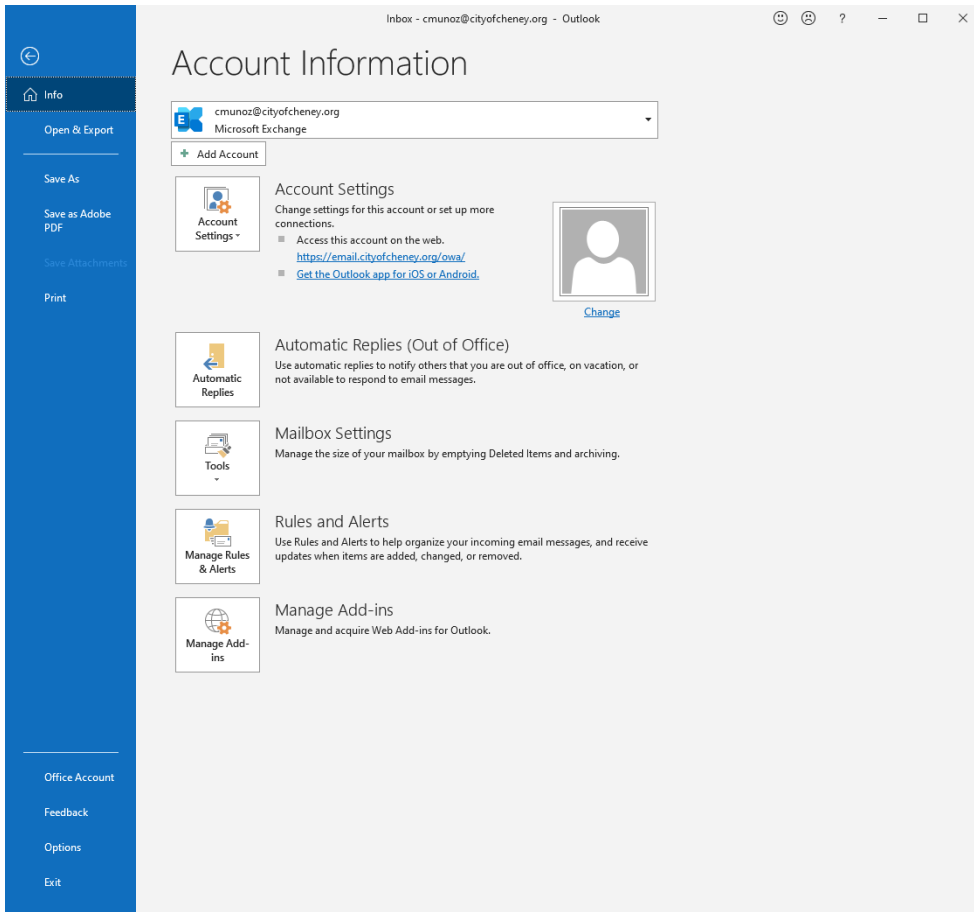 Inbox - cmunoz@cityofcheney.org - Outlook
?
Info
Open & Export
Save As
Save as Adobe
PDF
Save Attachments
Print
Office Account
Feedback
Options
Exit
Account Information
E
cmunoz@cityofcheney.org
Microsoft Exchange
+ Add Account
Account
Settings
Account Settings
Change settings for this account or set up more
connections.
Access this account on the web.
https://email.cityofcheney.org/owa/
Get the Outlook app for iOS or Android.
Change
Automatic
Replies
Automatic Replies (Out of Office)
Use automatic replies to notify others that you are out of office, on vacation, or
not available to respond to email messages.
Tools
Mailbox Settings
Manage the size of your mailbox by emptying Deleted Items and archiving.
Manage Rules
& Alerts
Rules and Alerts
Use Rules and Alerts to help organize your incoming email messages, and receive
updates when items are added, changed, or removed.
Manage Add-
ins
Manage Add-ins
Manage and acquire Web Add-ins for Outlook.